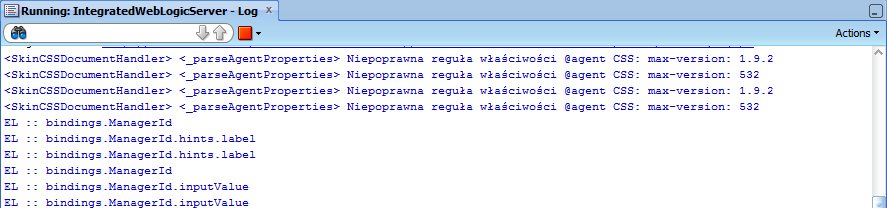 Running: IntegratedWebLogicServer - Log
Actions
<SkinCSSDocumentHandler> <_parseAgentProperties> Niepoprawna reguła właściwości @agent CSS: max-version: 1.9.2
<SkinCSSDocumentHandler> <_parseAgentProperties> Niepoprawna reguła właściwości @agent CSS: max-version: 532
<SkinCSSDocumentHandler> <_parseAgentProperties> Niepoprawna reguła właściwości @agent CSS: max-version: 1.9.2
<SkinCSSDocumentHandler> <_parseAgentProperties> Niepoprawna reguła właściwości @agent CSS: max-version: 532
EL :: bindings.ManagerId
EL :: bindings.ManagerId.hints.label
EL :: bindings.ManagerId.hints.label
EL :: bindings.ManagerId
EL :: bindings.ManagerId.inputValue
EL :: bindings.ManagerId.inputValue